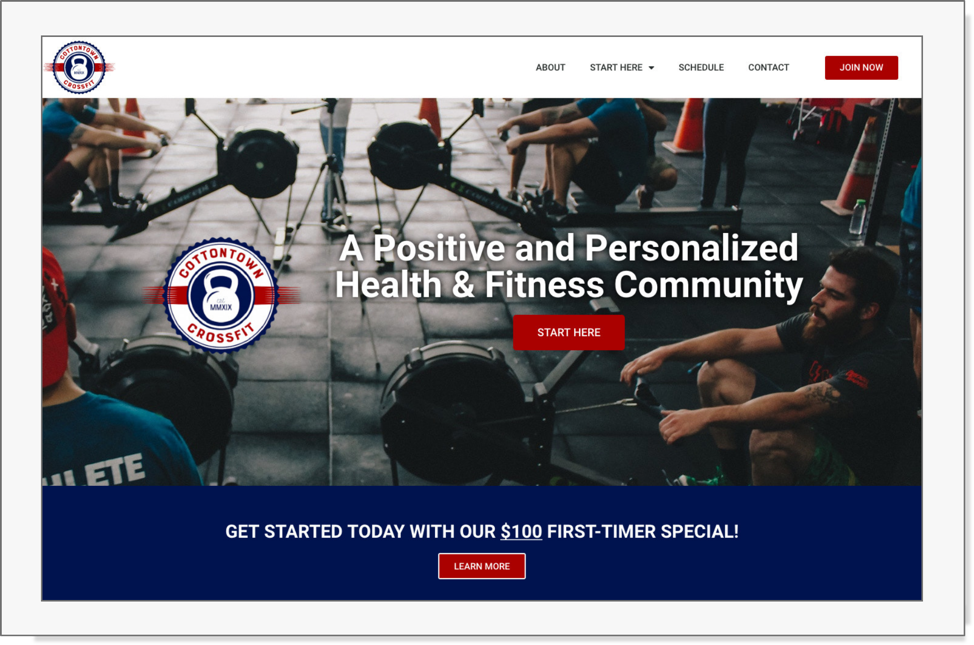 COTTONTOWN
CROSSFIT
ABOUT
START HERE
SCHEDULE
CONTACT
JOIN NOW
A Positive and Personalized
Health & Fitness Community
COTTONTOWN
EST.
MMXIX
CROSSFIT
START HERE
HLETE
GET STARTED TODAY WITH OUR $100 FIRST-TIMER SPECIAL!
LEARN MORE